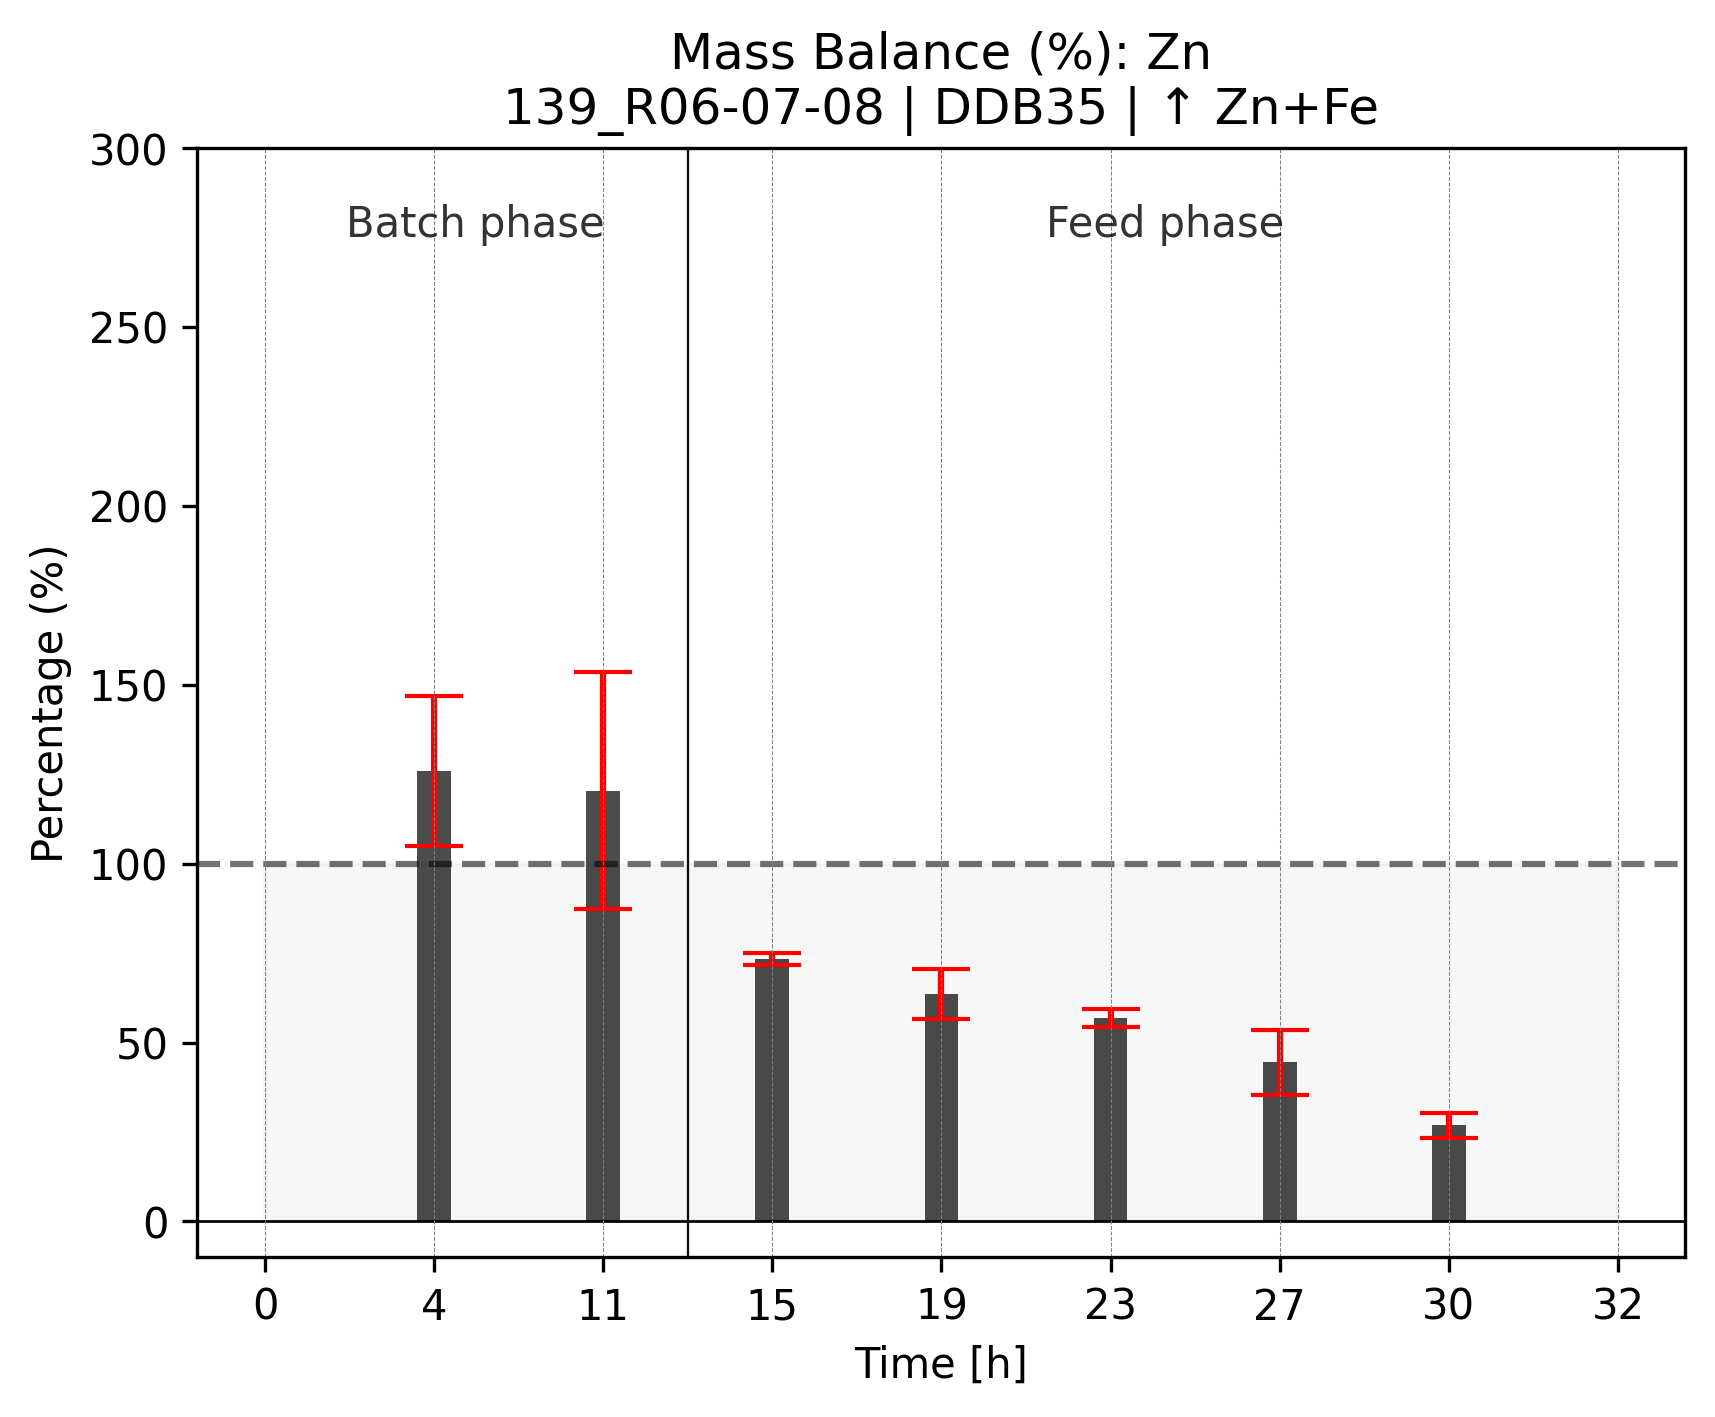 Mass Balance (%): Zn
139_R06-07-08 | DDB35 | ↑ Zn+Fe
Batch phase
Feed phase
300
250
200
150
100
50
0
Percentage (%)
0 4 11 15 19 23 27 30 32
Time [h]